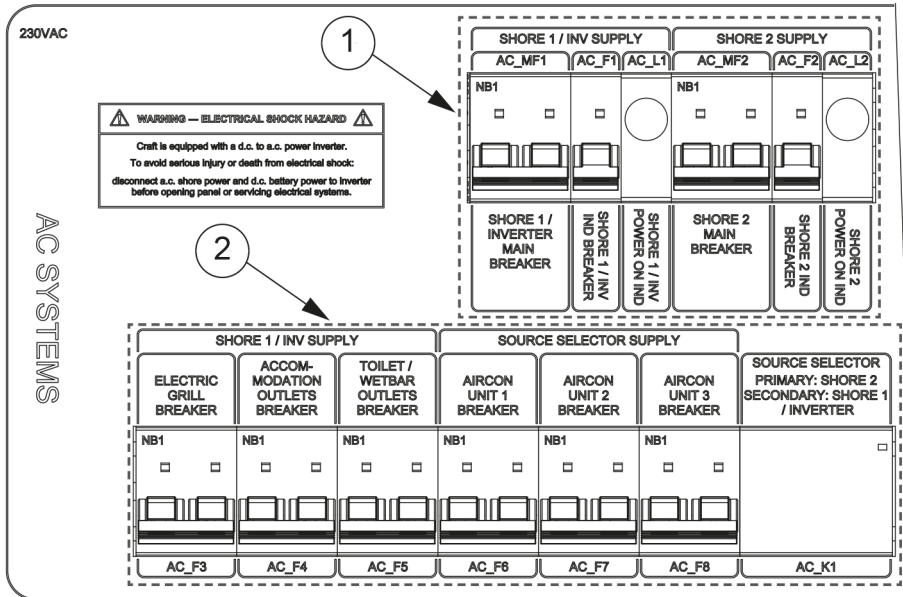 230VAC
1
SHORE 1 / INV SUPPLY
SHORE 2 SUPPLY
AC_MF1
AC_F1
AC_L1
AC_MF2
AC_F2
AC_L2
NB1
NB1
WARNING — ELECTRICAL SHOCK HAZARD
Craft is equipped with a d.c. to a.c. power inverter.
To avoid serious injury or death from electrical shock:
disconnect a.c. shore power and d.c. battery power to inverter
before opening panel or servicing electrical systems.
SHORE 1 /
INVERTER
MAIN
BREAKER
SHORE 1 / INV
IND BREAKER
SHORE 1 / INV
POWER ON IND
SHORE 2
MAIN
BREAKER
SHORE 2 IND
BREAKER
SHORE 2
POWER ON IND
AC SYSTEMS
2
SHORE 1 / INV SUPPLY
SOURCE SELECTOR SUPPLY
ELECTRIC
GRILL
BREAKER
ACCOM-
MODATION
OUTLETS
BREAKER
TOILET /
WETBAR
OUTLETS
BREAKER
AIRCON
UNIT 1
BREAKER
AIRCON
UNIT 2
BREAKER
AIRCON
UNIT 3
BREAKER
SOURCE SELECTOR
PRIMARY: SHORE 2
SECONDARY: SHORE 1
/ INVERTER
NB1
NB1
NB1
NB1
NB1
NB1
AC_F3
AC_F4
AC_F5
AC_F6
AC_F7
AC_F8
AC_K1